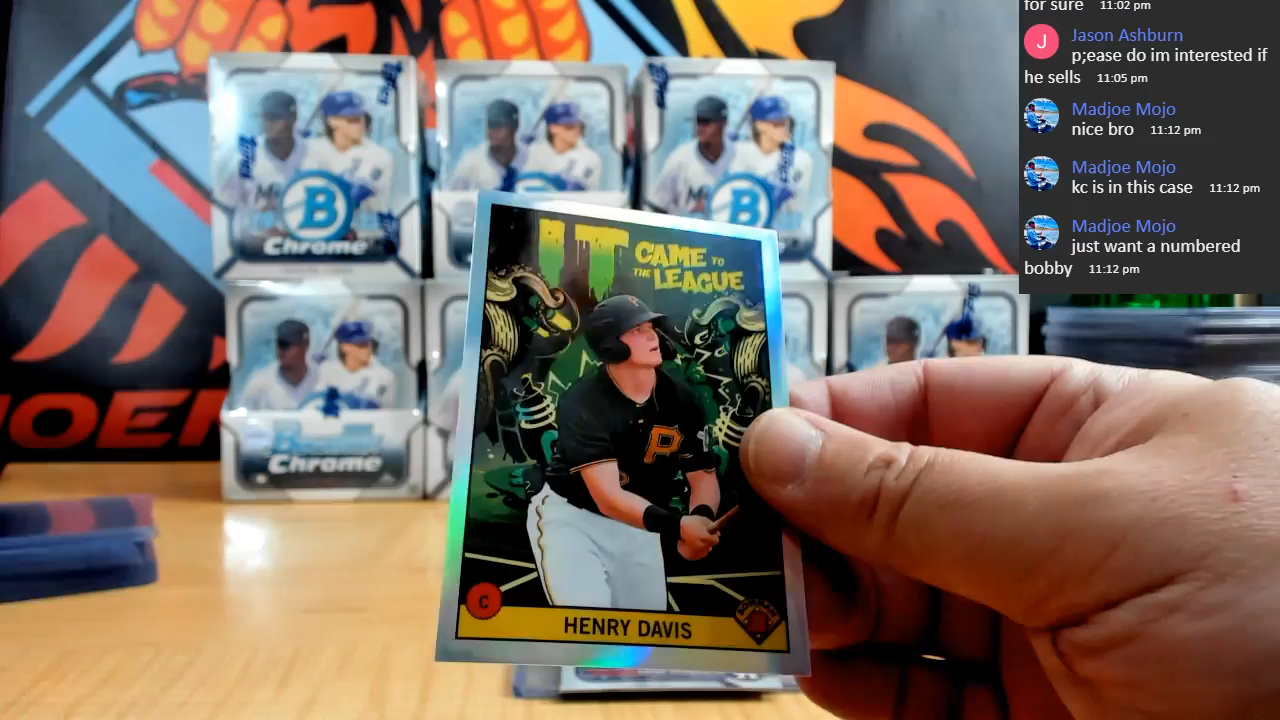 for sure 11:02 pm
J Jason Ashburn
p;ease do im interested if
he sells 11:05 pm
Madjoe Mojo
nice bro 11:12 pm
Madjoe Mojo
kc is in this case 11:12 pm
Madjoe Mojo
just want a numbered
bobby 11:12 pm
B
Chrome
B
Bowman
Chrome
IT CAME TO
THE LEAGUE
P
P
C
HENRY DAVIS